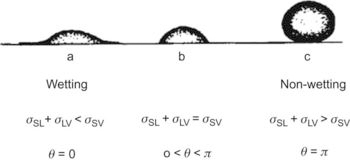 a b c
Wetting Non-wetting
σSL + σLV < σSV σSL + σLV = σSV σSL + σLV > σSV
θ = 0 o < θ < π θ = π